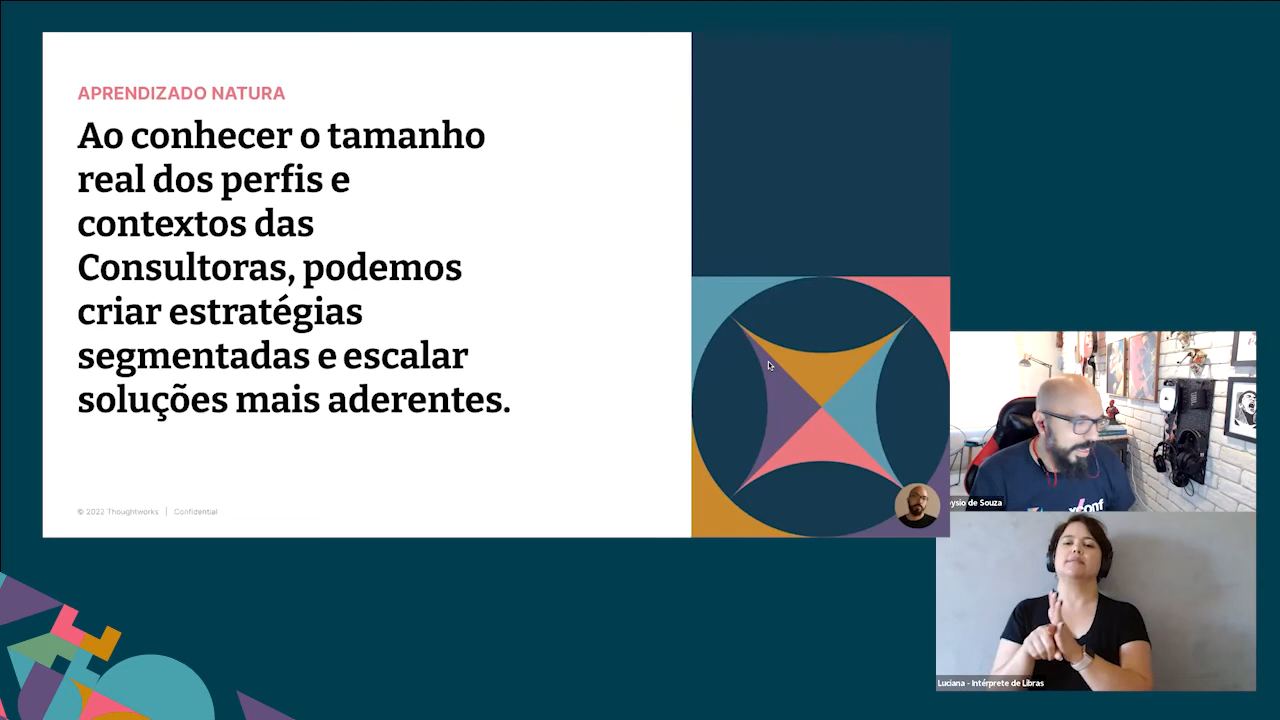 APRENDIZADO NATURA
Ao conhecer o tamanho
real dos perfis e
contextos das
Consultoras, podemos
criar estratégias
segmentadas e escalar
soluções mais aderentes.
© 2022 Thoughtworks | Confidential
de Souza
Luciana - Intérprete de Libras